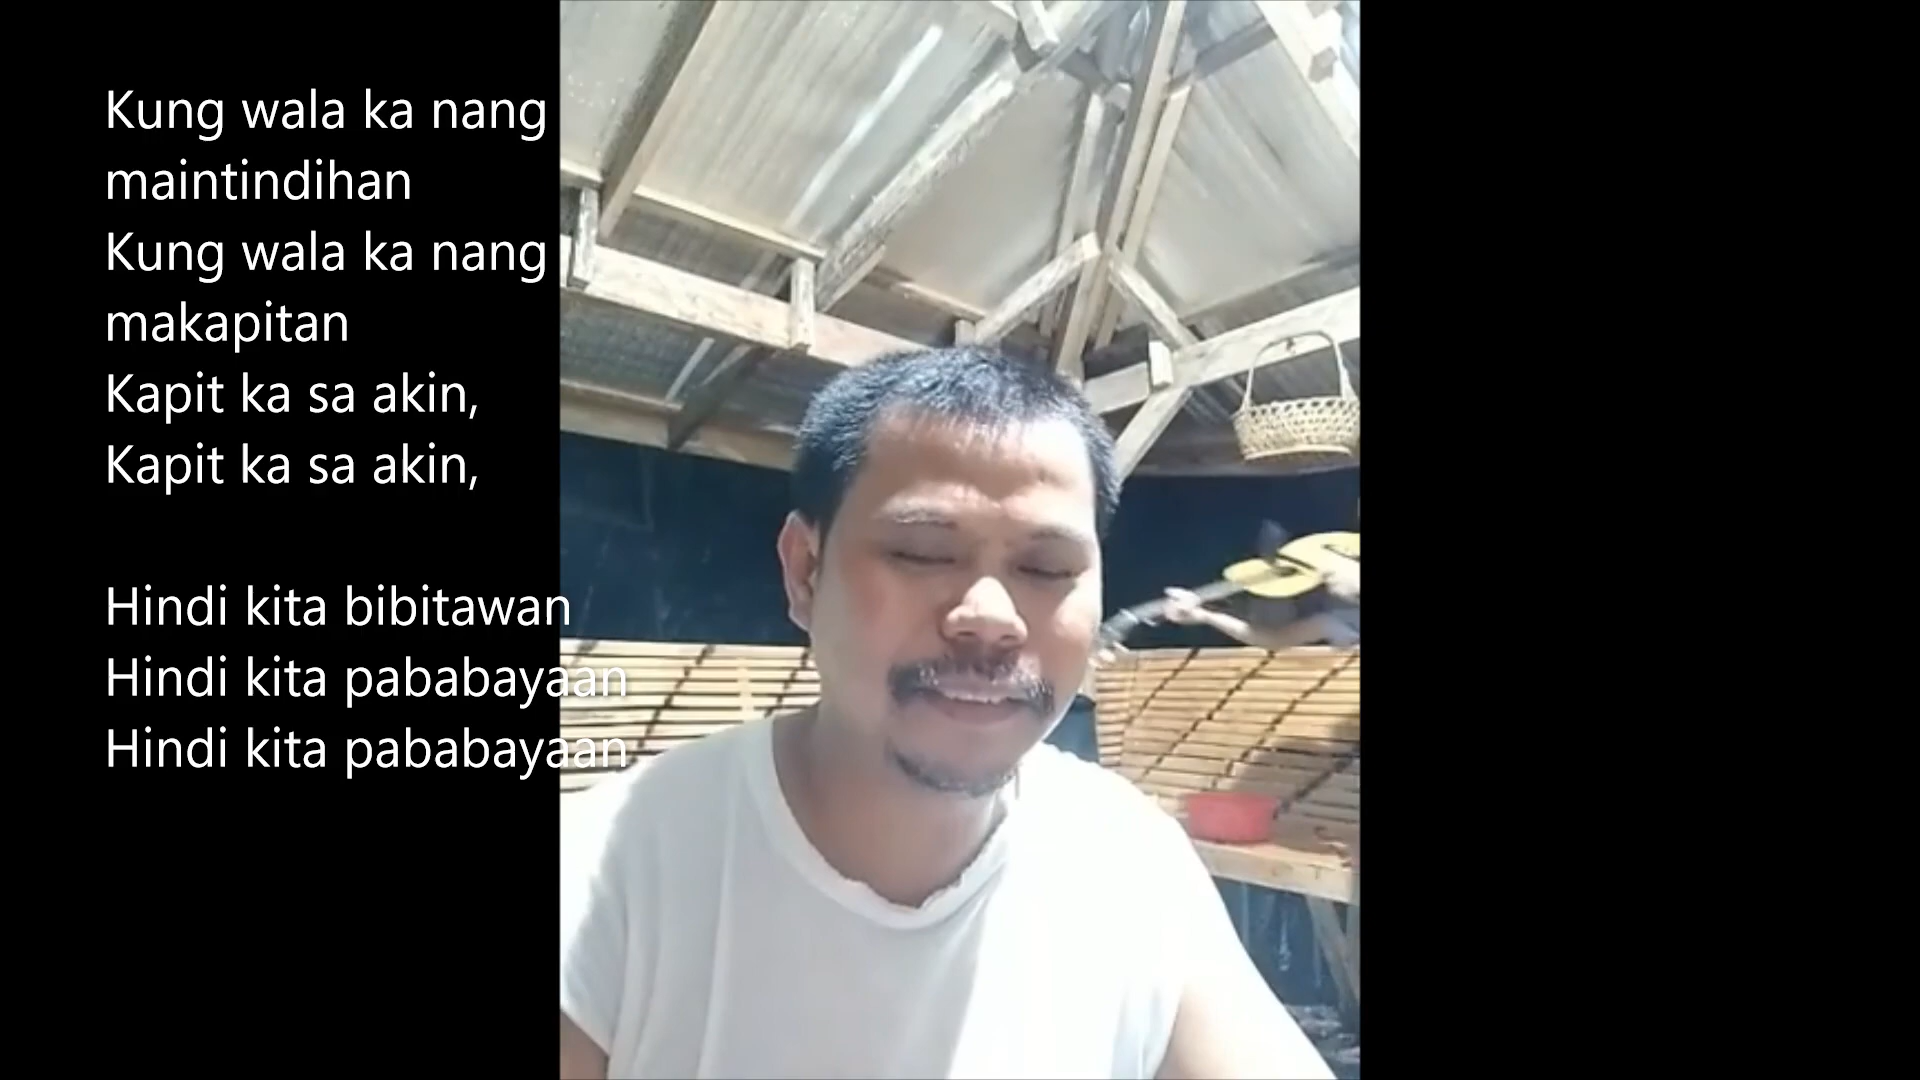 Kung wala ka nang
maintindihan
Kung wala ka nang
makapitan
Kapit ka sa akin,
Kapit ka sa akin,
Hindi kita bibitawan
Hindi kita pababayaan
Hindi kita pababayaan